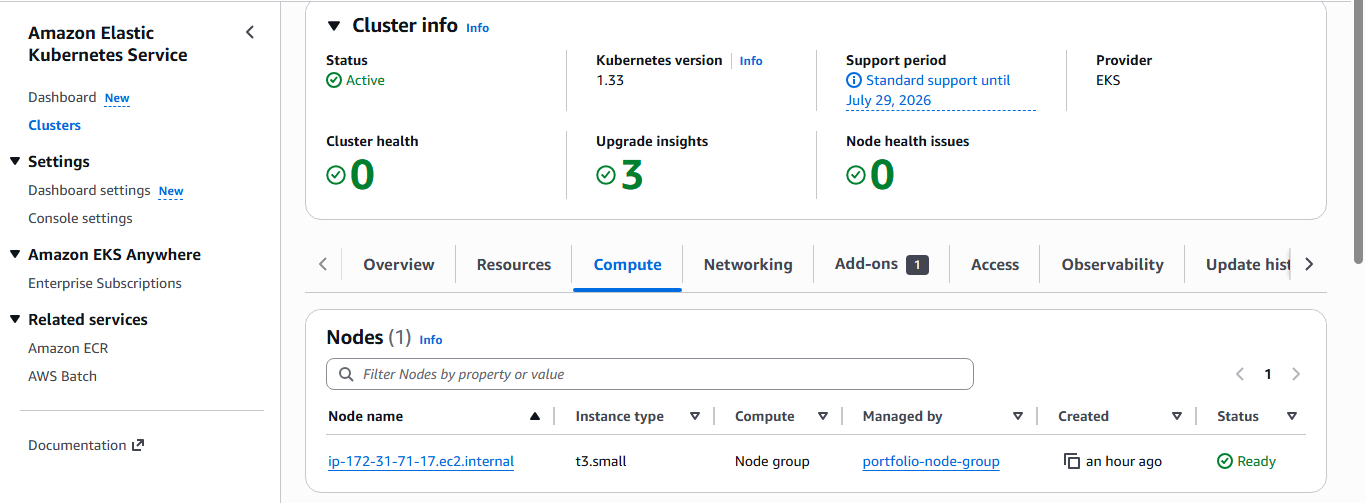 Amazon Elastic
Kubernetes Service
Dashboard New
Clusters
Settings
Dashboard settings New
Console settings
Amazon EKS Anywhere
Enterprise Subscriptions
Related services
Amazon ECR
AWS Batch
Documentation
Cluster info Info
Status
Active
Kubernetes version Info
1.33
Support period
Standard support until
July 29, 2026
Provider
EKS
Cluster health
0
Upgrade insights
3
Node health issues
0
Overview Resources Compute Networking Add-ons 1 Access Observability Update hist
Nodes (1) Info
Filter Nodes by property or value
1
Node name Instance type Compute Managed by Created Status
ip-172-31-71-17.ec2.internal t3.small Node group portfolio-node-group an hour ago Ready